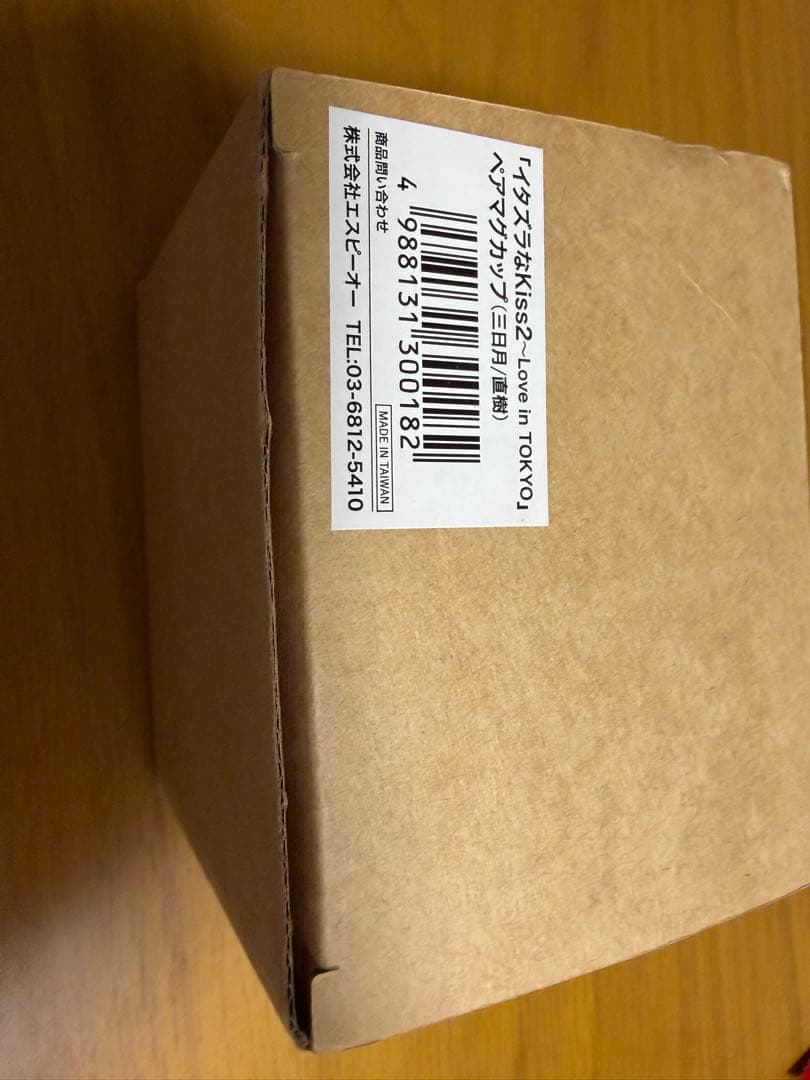 「イタズラなKiss2～Love in TOKYO」
ペアマグカップ(三日月/直樹)
4 988131 300182
MADE IN TAIWAN
商品問い合わせ
株式会社エスピーオー TEL:03-6812-5410